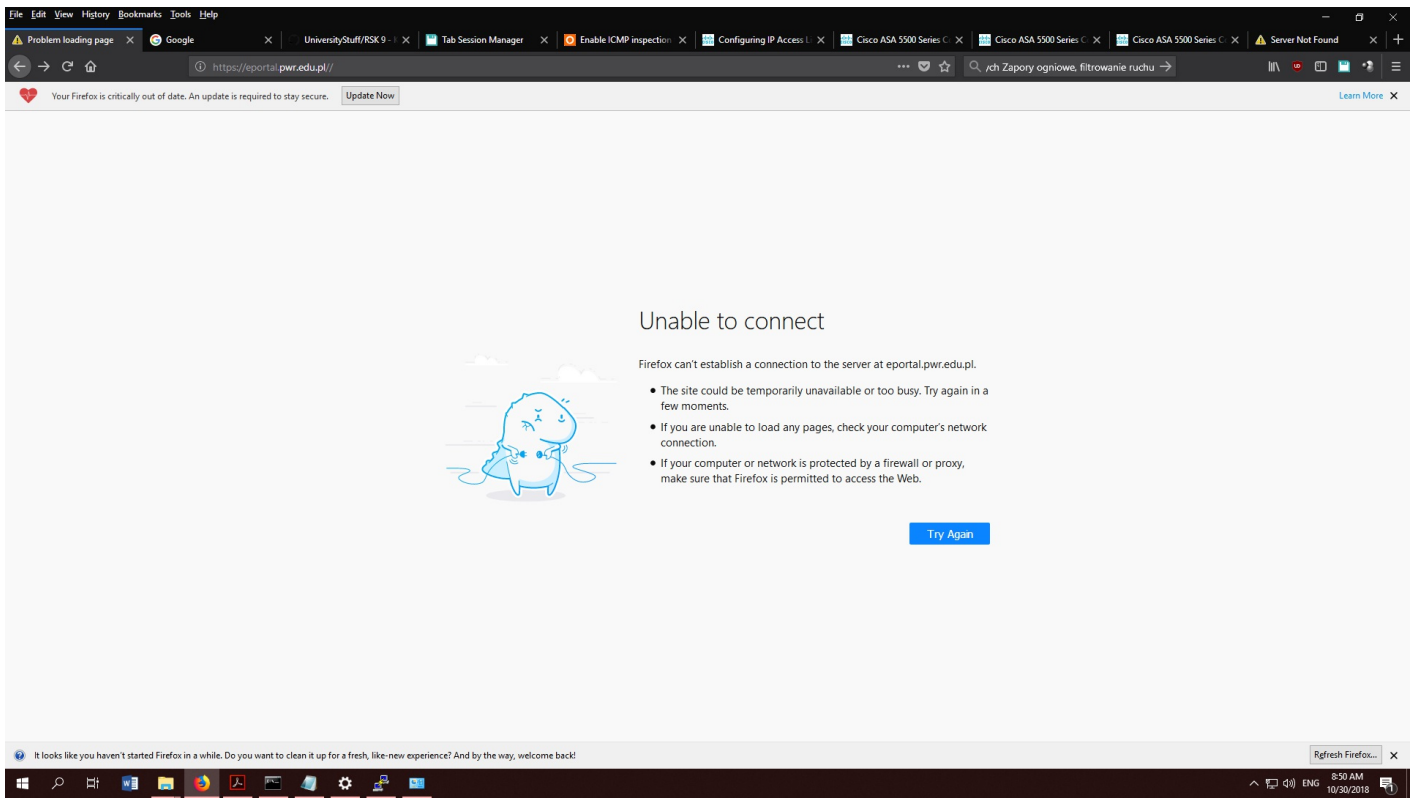 File Edit View History Bookmarks Tools Help
Problem loading page Google UniversityStuff/RSK 9 - Tab Session Manager Enable ICMP inspection Configuring IP Access L Cisco ASA 5500 Series C Cisco ASA 5500 Series C Cisco ASA 5500 Series C Server Not Found
https://eportal.pwr.edu.pl// ych Zapory ogniowe, filtrowanie ruchu
Your Firefox is critically out of date. An update is required to stay secure. Update Now Learn More
Unable to connect
Firefox can't establish a connection to the server at eportal.pwr.edu.pl.
• The site could be temporarily unavailable or too busy. Try again in a
few moments.
• If you are unable to load any pages, check your computer's network
connection.
• If your computer or network is protected by a firewall or proxy,
make sure that Firefox is permitted to access the Web.
Try Again
It looks like you haven't started Firefox in a while. Do you want to clean it up for a fresh, like-new experience? And by the way, welcome back! Refresh Firefox...
ENG 8:50 AM
10/30/2018